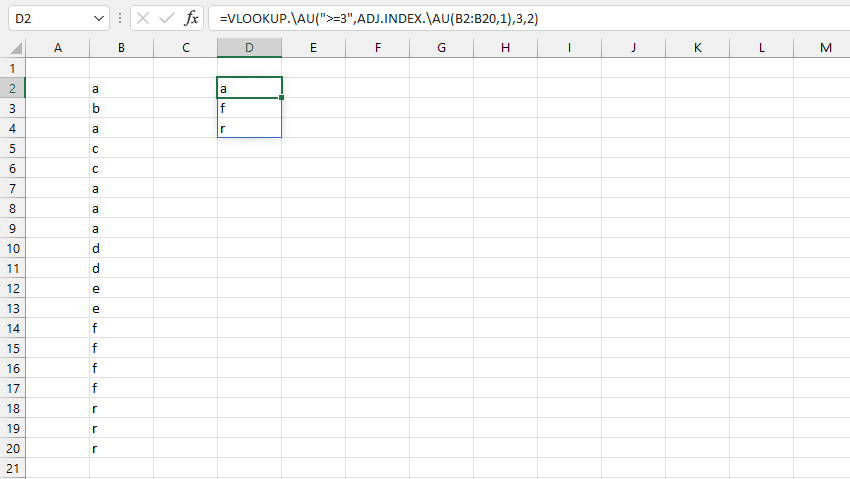 D2 fx =VLOOKUP.\AU(">=3",ADJ.INDEX.\AU(B2:B20,1),3,2)
A B C D E F G H I J K L M
1
2 a a
3 b f
4 a r
5 c
6 c
7 a
8 a
9 a
10 d
11 d
12 e
13 e
14 f
15 f
16 f
17 f
18 r
19 r
20 r
21